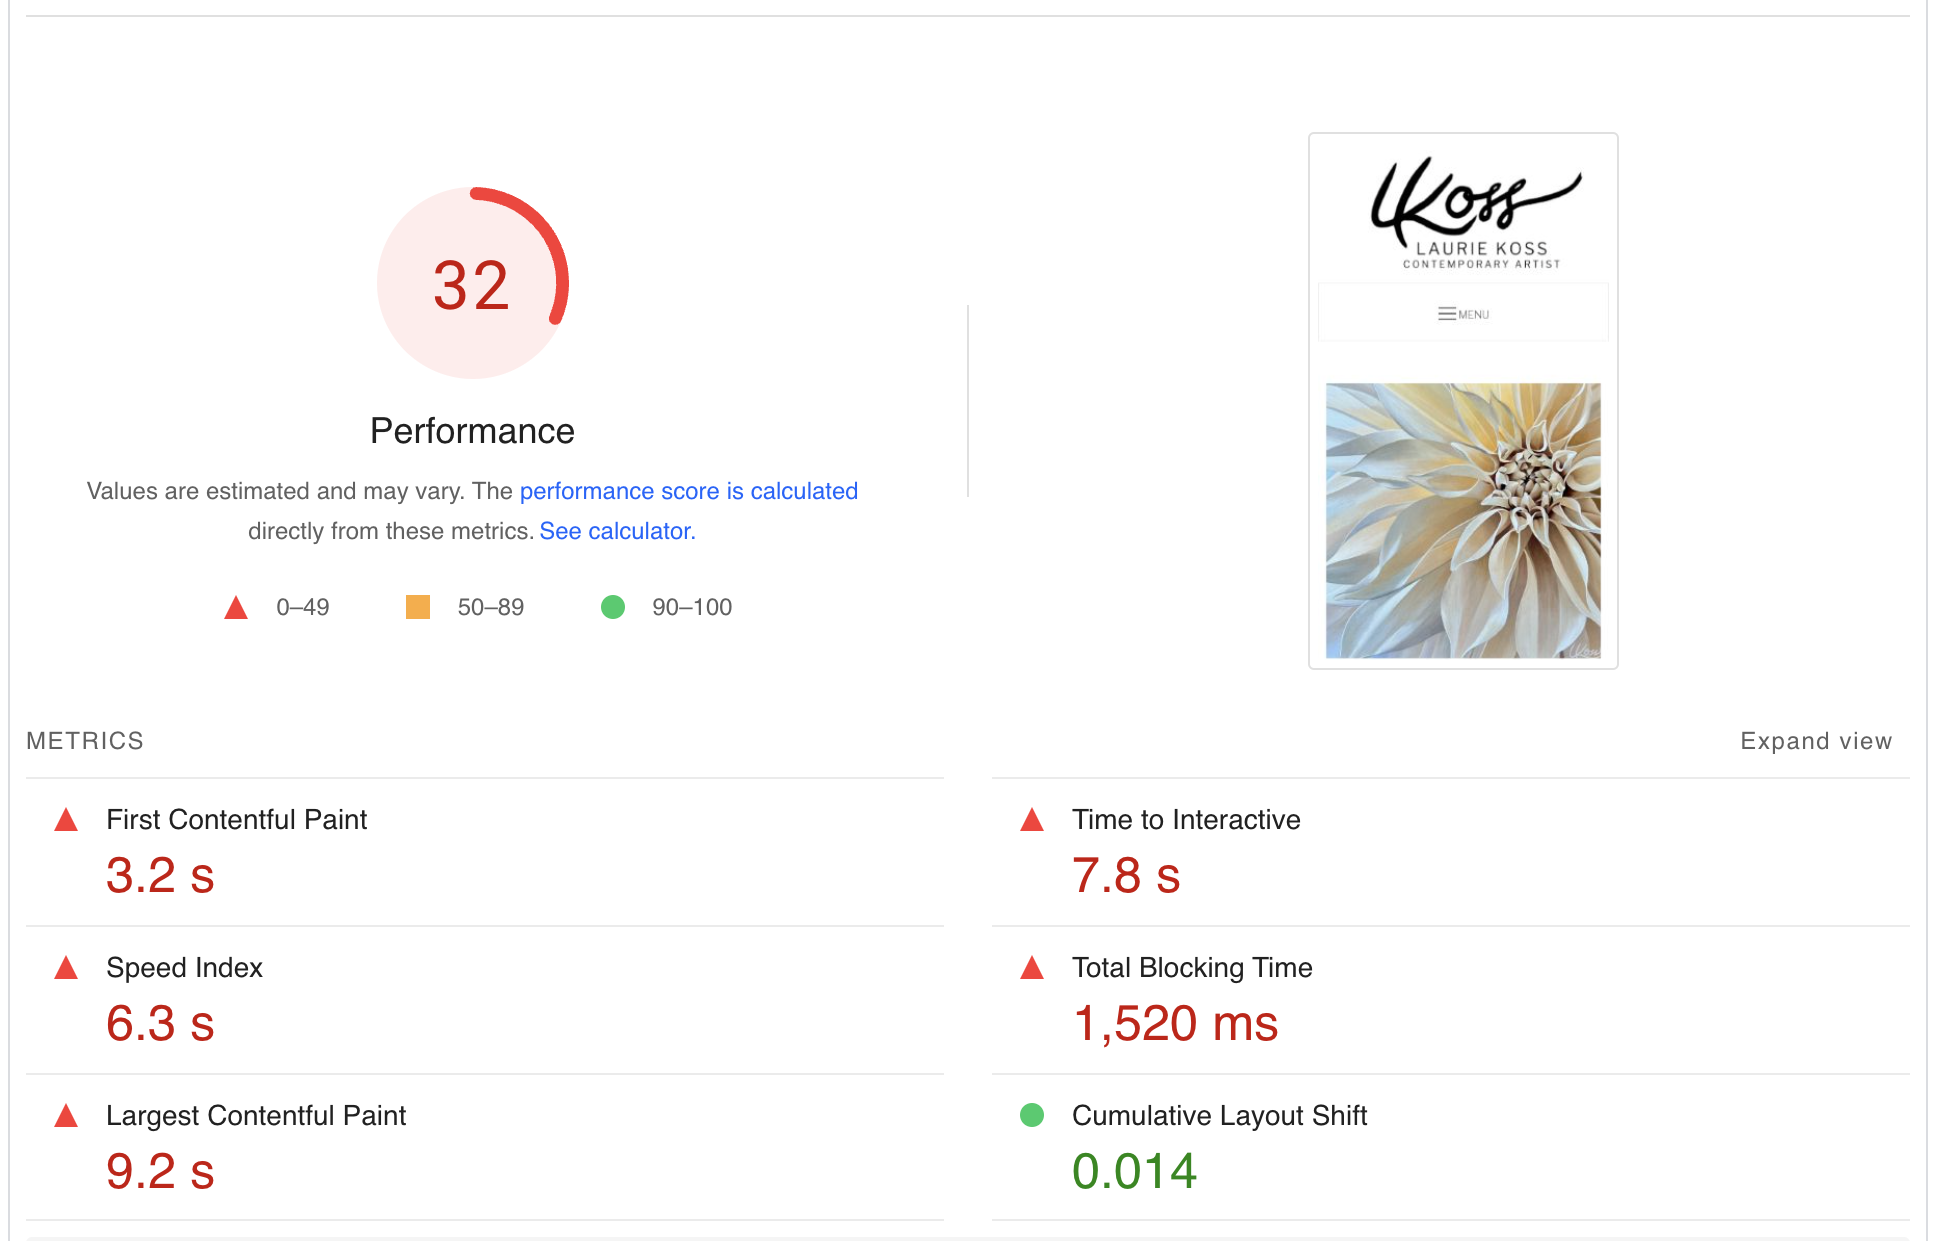 32
Performance
Values are estimated and may vary. The performance score is calculated
directly from these metrics. See calculator.
0–49
50–89
90–100
LKoss
LAURIE KOSS
CONTEMPORARY ARTIST
MENU
LKoss
METRICS
Expand view
First Contentful Paint
3.2 s
Time to Interactive
7.8 s
Speed Index
6.3 s
Total Blocking Time
1,520 ms
Largest Contentful Paint
9.2 s
Cumulative Layout Shift
0.014